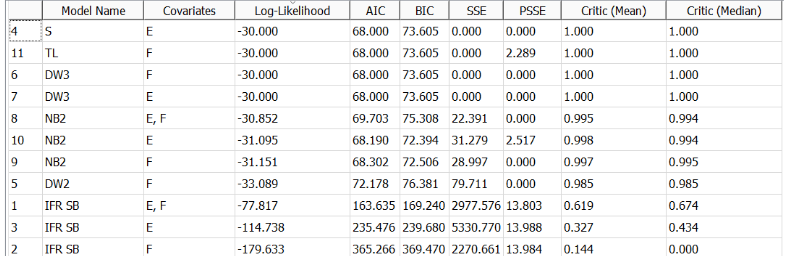 Model Name Covariates Log-Likelihood AIC BIC SSE PSSE Critic (Mean) Critic (Median)
4 S E -30.000 68.000 73.605 0.000 0.000 1.000 1.000
11 TL F -30.000 68.000 73.605 0.000 2.289 1.000 1.000
6 DW3 F -30.000 68.000 73.605 0.000 0.000 1.000 1.000
7 DW3 E -30.000 68.000 73.605 0.000 0.000 1.000 1.000
8 NB2 E, F -30.852 69.703 75.308 22.391 0.000 0.995 0.994
10 NB2 E -31.095 68.190 72.394 31.279 2.517 0.998 0.994
9 NB2 F -31.151 68.302 72.506 28.997 0.000 0.997 0.995
5 DW2 F -33.089 72.178 76.381 79.711 0.000 0.985 0.985
1 IFR SB E, F -77.817 163.635 169.240 2977.576 13.803 0.619 0.674
3 IFR SB E -114.738 235.476 239.680 5330.770 13.988 0.327 0.434
2 IFR SB F -179.633 365.266 369.470 2270.661 13.984 0.144 0.000